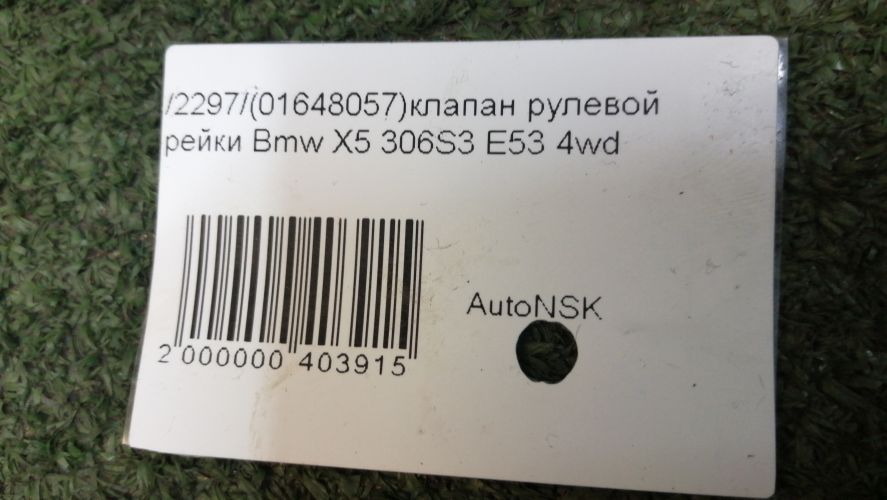 /2297/(01648057)клапан рулевой
рейки Bmw X5 306S3 E53 4wd
AutoNSK
2 000000 403915